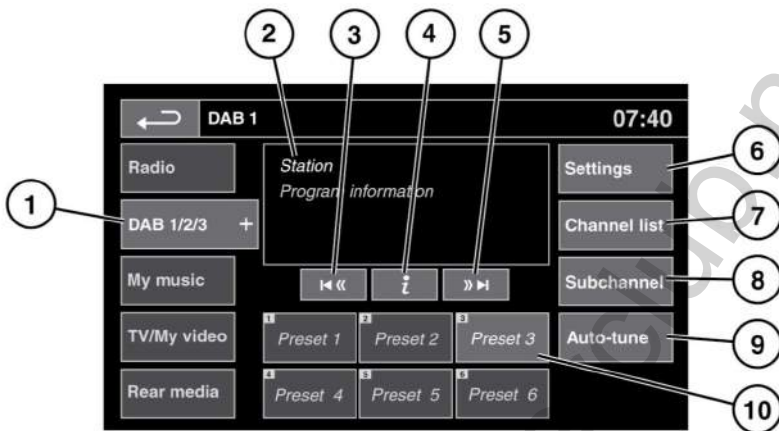 2 3 4 5
DAB 1 07:40
6
Radio Station Settings
Program information
7
1 DAB 1/2/3 + Channel list
8
My music i Subchannel
TV/My video 1 Preset 1 2 Preset 2 3 Preset 3 Auto-tune
9
Rear media 4 Preset 4 5 Preset 5 6 Preset 6
10